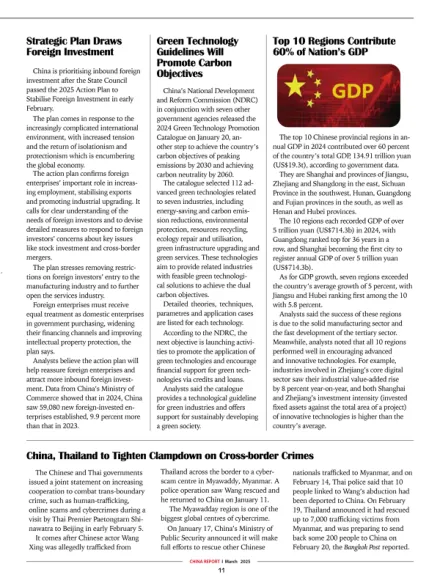 Strategic Plan Draws
Foreign Investment
China is prioritising inbound foreign
investment after the State Council
passed the 2025 Action Plan to
Stabilise Foreign Investment in early
February.
The plan comes in response to the
increasingly complicated international
environment, with increased tension
and the return of isolationism and
protectionism which is encumbering
the global economy.
The action plan confirms foreign
enterprises' important role in increas-
ing employment, stabilising exports
and promoting industrial upgrading. It
calls for clear understanding of the
needs of foreign investors and to devise
detailed measures to respond to foreign
investors' concerns about key issues
like stock investment and cross-border
mergers.
The plan stresses removing restric-
tions on foreign investors' entry to the
manufacturing industry and to further
open the services industry.
Foreign enterprises must receive
equal treatment as domestic enterprises
in government purchasing, widening
their financing channels and improving
intellectual property protection, the
plan says.
Analysts believe the action plan will
help reassure foreign enterprises and
attract more inbound foreign invest-
ment. Data from China's Ministry of
Commerce showed that in 2024, China
saw 59,080 new foreign-invested en-
terprises established, 9.9 percent more
than that in 2023.
Green Technology
Guidelines Will
Promote Carbon
Objectives
China's National Development
and Reform Commission (NDRC)
in conjunction with seven other
government agencies released the
2024 Green Technology Promotion
Catalogue on January 20, an-
other step to achieve the country's
carbon objectives of peaking
emissions by 2030 and achieving
carbon neutrality by 2060.
The catalogue selected 112 ad-
vanced green technologies related
to seven industries, including
energy-saving and carbon emis-
sion reductions, environmental
protection, resources recycling,
ecology repair and utilisation,
green infrastructure upgrading and
green services. These technologies
aim to provide related industries
with feasible green technologi-
cal solutions to achieve the dual
carbon objectives.
Detailed theories, techniques,
parametres and application cases
are listed for each technology.
According to the NDRC, the
next objective is launching activi-
ties to promote the application of
green technologies and encourage
financial support for green tech-
nologies via credits and loans.
Analysts said the catalogue
provides a technological guideline
for green industries and offers
support for sustainably developing
a green society.
Top 10 Regions Contribute
60% of Nation's GDP
GDP
The top 10 Chinese provincial regions in an-
nual GDP in 2024 contributed over 60 percent
of the country's total GDP, 134.91 trillion yuan
(US$19.3t), according to government data.
They are Shanghai and provinces of Jiangsu,
Zhejiang and Shangdong in the east, Sichuan
Province in the southwest, Hunan, Guangdong
and Fujian provinces in the south, as well as
Henan and Hubei provinces.
The 10 regions each recorded GDP of over
5 trillion yuan (US$714.3b) in 2024, with
Guangdong ranked top for 36 years in a
row, and Shanghai becoming the first city to
register annual GDP of over 5 trillion yuan
(US$714.3b).
As for GDP growth, seven regions exceeded
the country's average growth of 5 percent, with
Jiangsu and Hubei ranking first among the 10
with 5.8 percent.
Analysts said the success of these regions
is due to the solid manufacturing sector and
the fast development of the tertiary sector.
Meanwhile, analysts noted that all 10 regions
performed well in encouraging advanced
and innovative technologies. For example,
industries involved in Zhejiang's core digital
sector saw their industrial value-added rise
by 8 percent year-on-year, and both Shanghai
and Zhejiang's investment intensity (invested
fixed assets against the total area of a project)
of innovative technologies is higher than the
country's average.
China, Thailand to Tighten Clampdown on Cross-border Crimes
The Chinese and Thai governments
issued a joint statement on increasing
cooperation to combat trans-boundary
crime, such as human-trafficking,
online scams and cybercrimes during a
visit by Thai Premier Paetongtarn Shi-
nawatra to Beijing in early February 5.
It comes after Chinese actor Wang
Xing was allegedly trafficked from
Thailand across the border to a cyber-
scam centre in Myawaddy, Myanmar. A
police operation saw Wang rescued and
he returned to China on January 11.
The Myawadday region is one of the
biggest global centres of cybercrime.
On January 17, China's Ministry of
Public Security announced it will make
full efforts to rescue other Chinese
nationals trafficked to Myanmar, and on
February 14, Thai police said that 10
people linked to Wang's abduction had
been deported to China. On February
19, Thailand announced it had rescued
up to 7,000 trafficking victims from
Myanmar, and was preparing to send
back some 200 people to China on
February 20, the Bangkok Post reported.
CHINA REPORT I March 2025
11